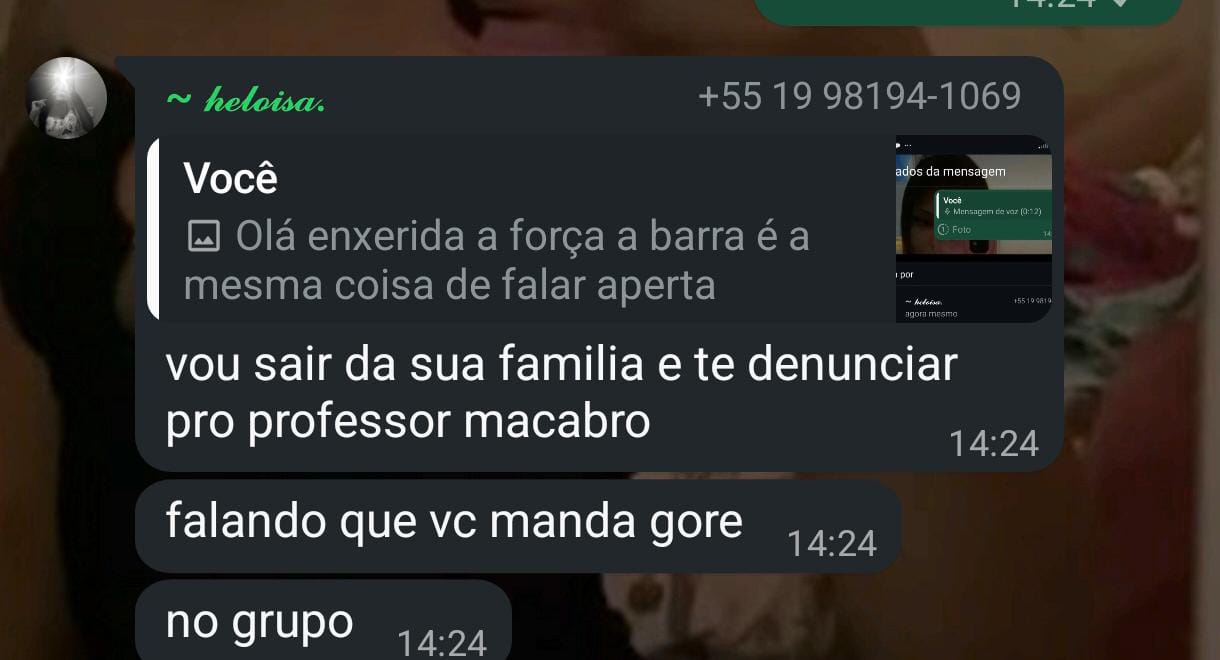 14:24
~ heloisa. +55 19 98194-1069
Você
Olá enxerida a força a barra é a
mesma coisa de falar aperta
ados da mensagem
Você
Mensagem de voz (0:12)
Foto
14:
por
~ heloisa. +55 19 9819
agora mesmo
vou sair da sua familia e te denunciar
pro professor macabro
14:24
falando que vc manda gore 14:24
no grupo 14:24